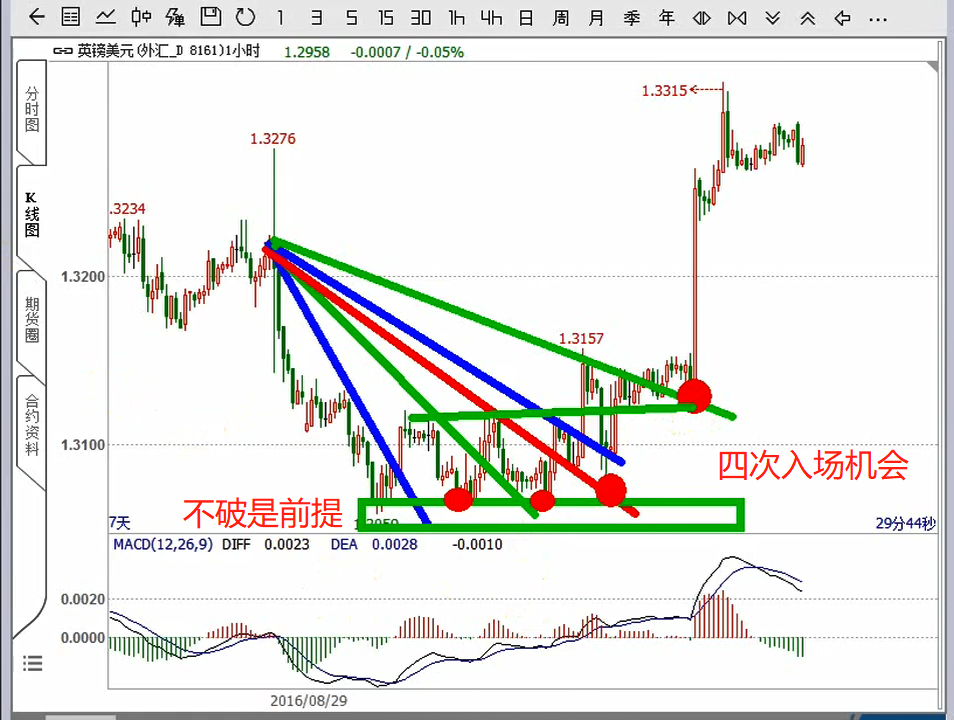 1 3 5 15 30 1h 4h 日 周 月 季 年 ...
英镑美元(外汇_D 8161)1小时 1.2958 -0.0007 / -0.05%
分时图
K线图
期货圈
合约资料
1.3315
1.3276
.3234
1.3200
1.3157
1.3100
四次入场机会
不破是前提
7天
29分44秒
MACD(12,26,9) DIFF 0.0023 DEA 0.0028 -0.0010
0.0020
0.0000
2016/08/29